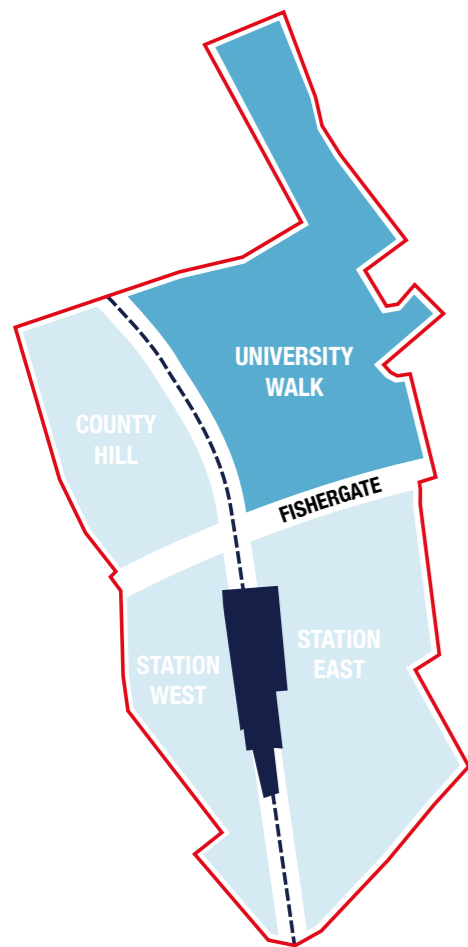 UNIVERSITY
WALK
COUNTY
HILL
FISHERGATE
STATION
EAST
STATION
WEST